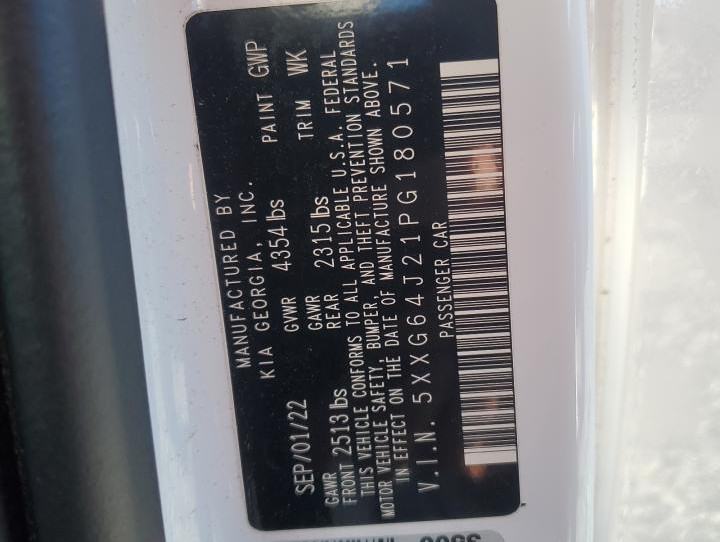 MANUFACTURED BY
KIA GEORGIA, INC.
PAINT GWP
SEP/01/22 GVWR 4354 lbs TRIM WK
GAWR GAWR
FRONT 2513 lbs REAR 2315 lbs
THIS VEHICLE CONFORMS TO ALL APPLICABLE U.S.A. FEDERAL
MOTOR VEHICLE SAFETY, BUMPER, AND THEFT PREVENTION STANDARDS
IN EFFECT ON THE DATE OF MANUFACTURE SHOWN ABOVE.
V.I.N. 5XXG64J21PG180571
PASSENGER CAR